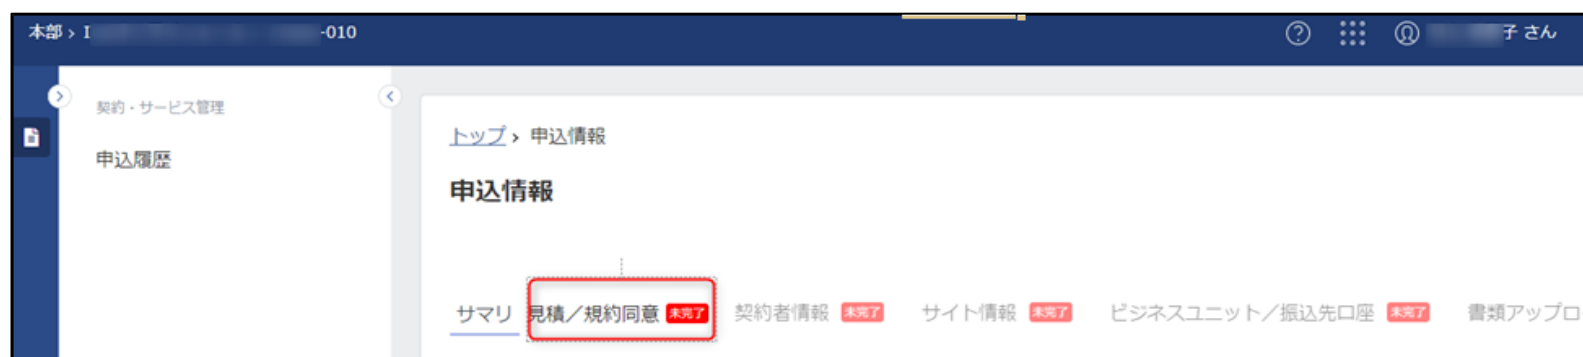 本部 › I -010
子 さん
契約・サービス管理
申込履歴
トップ › 申込情報
申込情報
サマリ 見積／規約同意 未完了 契約者情報 未完了 サイト情報 未完了 ビジネスユニット／振込先口座 未完了 書類アップロ